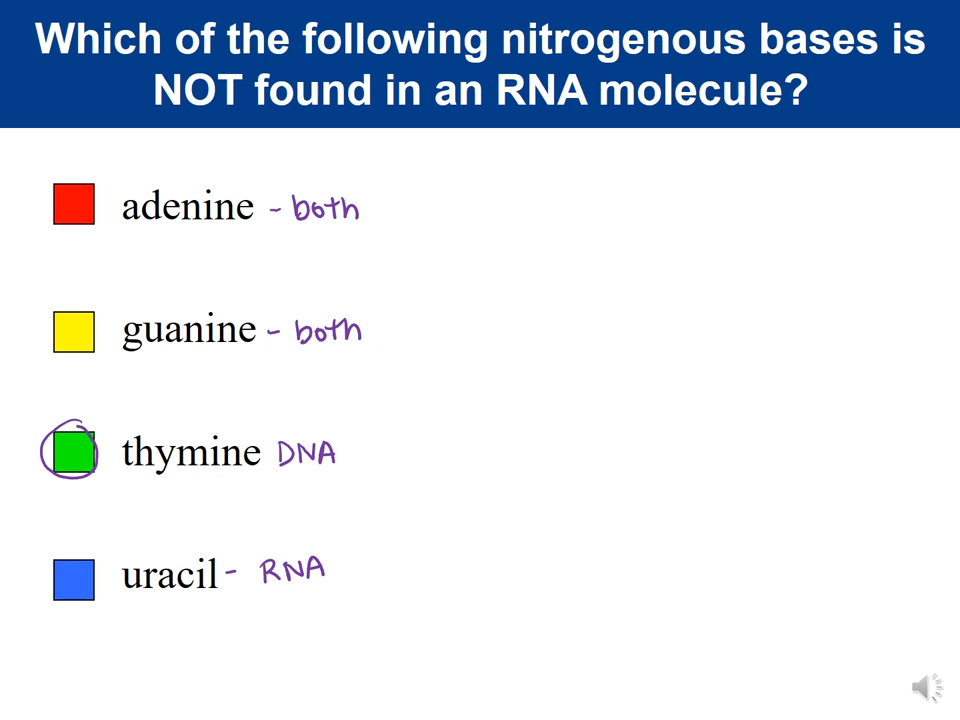 Which of the following nitrogenous bases is
NOT found in an RNA molecule?
adenine - both
guanine - both
thymine DNA
uracil - RNA